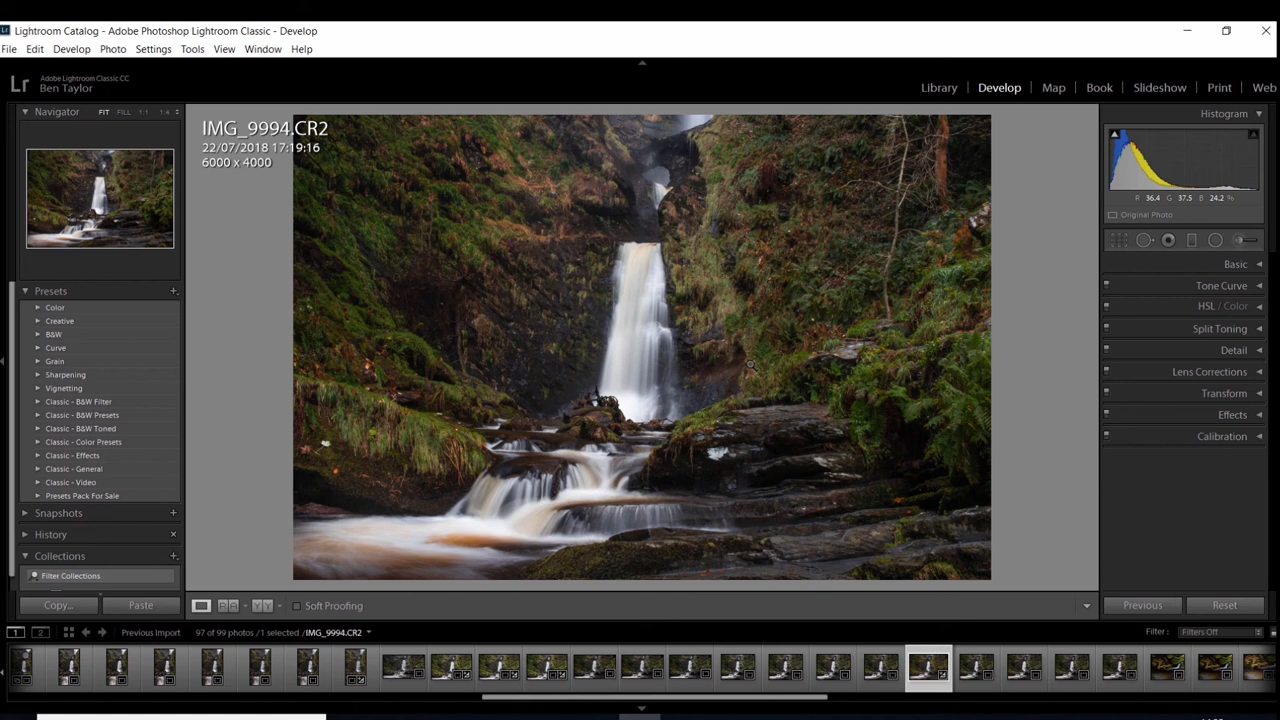 Lr Lightroom Catalog - Adobe Photoshop Lightroom Classic - Develop
File Edit Develop Photo Settings Tools View Window Help
Lr Adobe Lightroom Classic CC
Ben Taylor
Library | Develop | Map | Book | Slideshow | Print | Web
Navigator FIT FILL 1:1 1:4
Histogram
IMG_9994.CR2
22/07/2018 17:19:16
6000 x 4000
R 36.4 G 37.5 B 24.2 %
Original Photo
Basic
Tone Curve
HSL / Color
Split Toning
Detail
Lens Corrections
Transform
Effects
Calibration
Presets +
Color
Creative
B&W
Curve
Grain
Sharpening
Vignetting
Classic - B&W Filter
Classic - B&W Presets
Classic - B&W Toned
Classic - Color Presets
Classic - Effects
Classic - General
Classic - Video
Presets Pack For Sale
Snapshots +
History ×
Collections +
Filter Collections
Copy... Paste
R A Y Y Soft Proofing
Previous Reset
1 2 Previous Import 97 of 99 photos /1 selected /IMG_9994.CR2
Filter : Filters Off